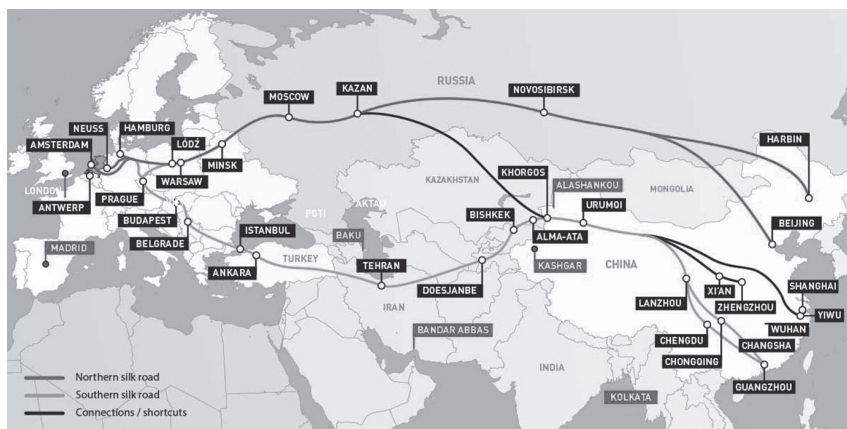 RUSSIA
KAZAN
NOVOSIBIRSK
MOSCOW
NEUSS
HAMBURG
HARBIN
AMSTERDAM
LÓDŹ
MINSK
KHORGOS
KAZAKHSTAN
ALASHANKOU
MONGOLIA
LONDON
WARSAW
PRAGUE
ANTWERP
AKTAU
URUMQI
POTI
BISHKEK
BUDAPEST
ISTANBUL
BEIJING
BAKU
ALMA-ATA
MADRID
BELGRADE
TURKEY
TEHRAN
CHINA
KASHGAR
ANKARA
SHANGHAI
DOESJANBE
XI'AN
LANZHOU
ZHENGZHOU
IRAN
YIWU
BANDAR ABBAS
WUHAN
CHENGDU
CHANGSHA
CHONGQING
INDIA
GUANGZHOU
KOLKATA
Northern silk road
Southern silk road
Connections / shortcuts